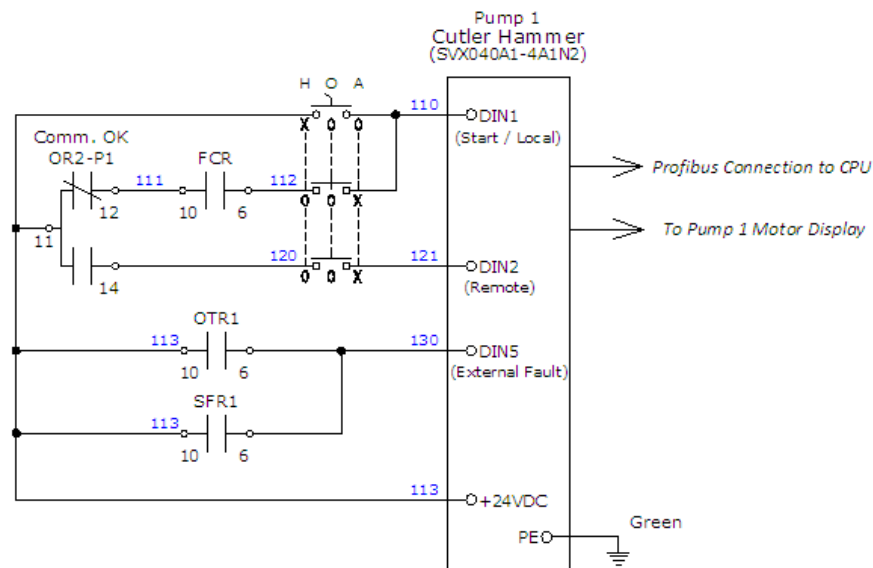 Pump 1
Cutler Hammer
(SVX040A1-4A1N2)
H O A
110
DIN1
(Start / Local)
X O O
Comm. OK
OR2-P1
FCR
111
112
12
10
6
O O X
Profibus Connection to CPU
11
To Pump 1 Motor Display
120
121
DIN2
(Remote)
14
O O X
OTR1
113
130
DIN5
(External Fault)
10
6
SFR1
113
10
6
113
+24VDC
Green
PE